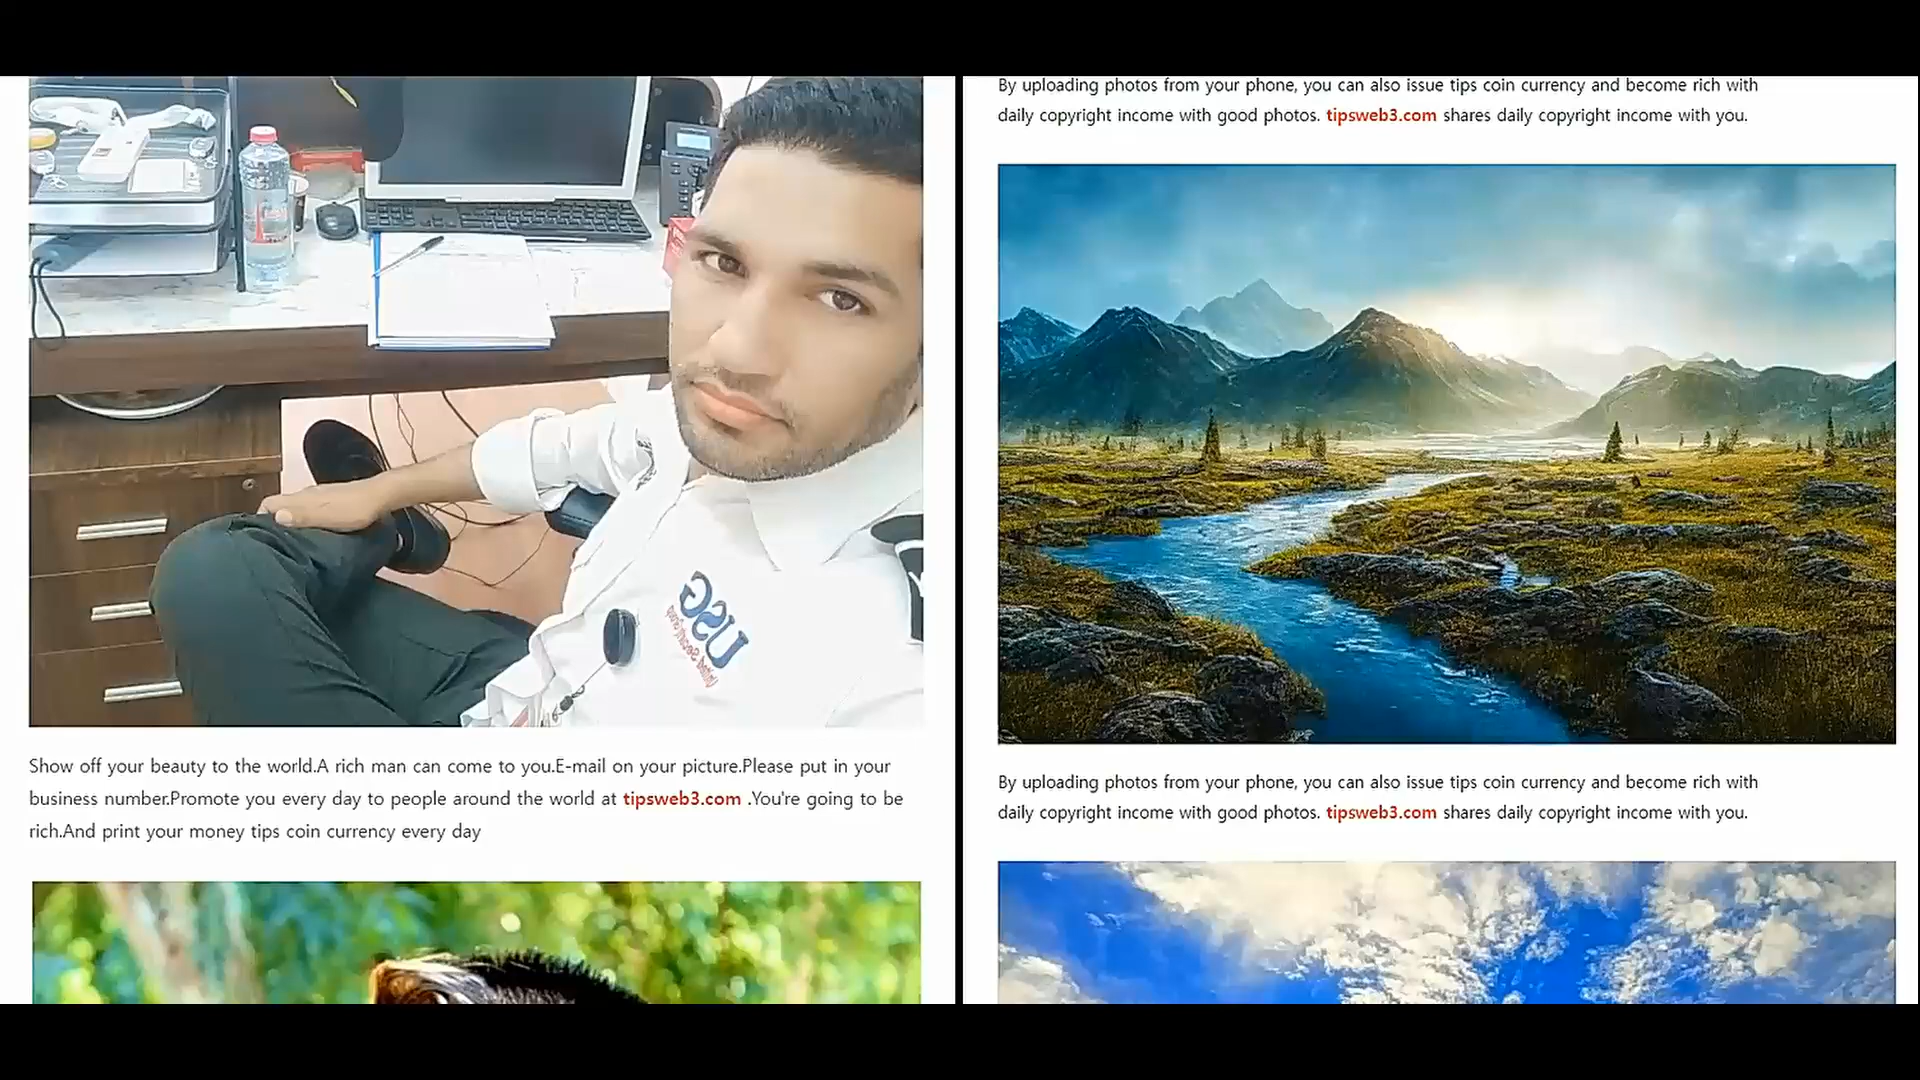 USG
Show off your beauty to the world.A rich man can come to you.E-mail on your picture.Please put in your
business number.Promote you every day to people around the world at tipsweb3.com .You're going to be
rich.And print your money tips coin currency every day
By uploading photos from your phone, you can also issue tips coin currency and become rich with
daily copyright income with good photos. tipsweb3.com shares daily copyright income with you.
By uploading photos from your phone, you can also issue tips coin currency and become rich with
daily copyright income with good photos. tipsweb3.com shares daily copyright income with you.